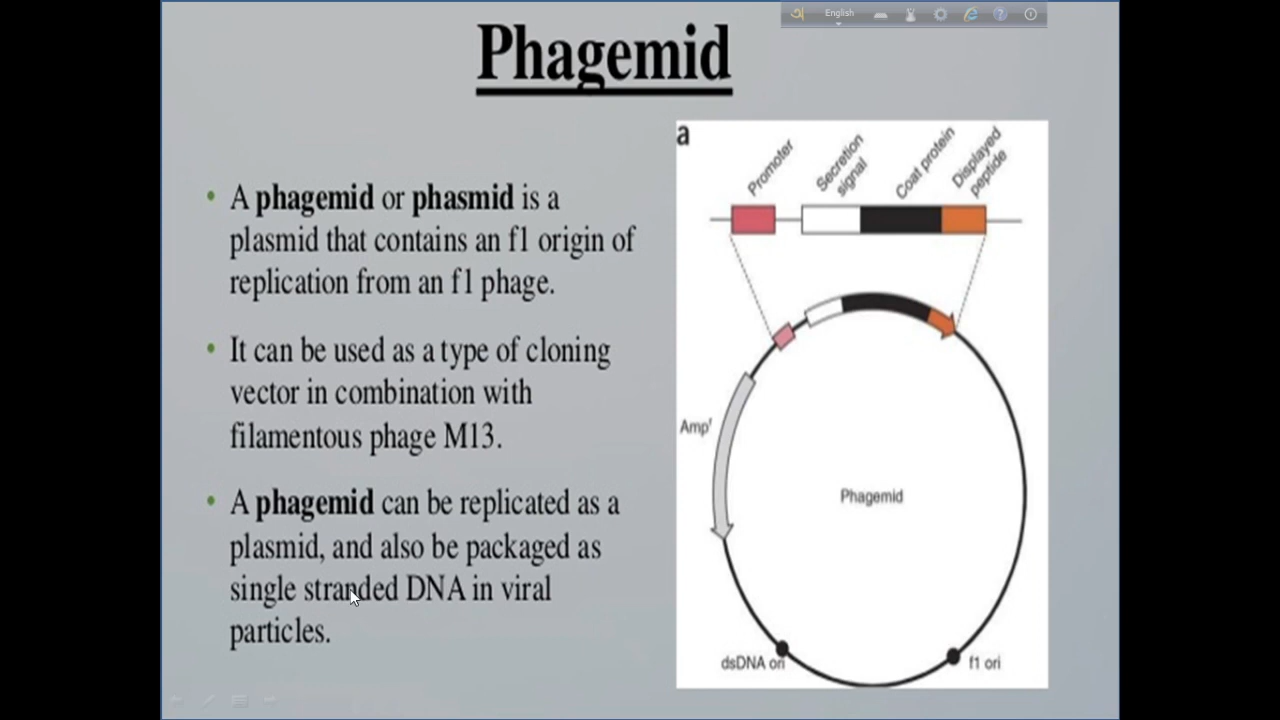 English
Phagemid
• A phagemid or phasmid is a
plasmid that contains an f1 origin of
replication from an f1 phage.
• It can be used as a type of cloning
vector in combination with
filamentous phage M13.
• A phagemid can be replicated as a
plasmid, and also be packaged as
single stranded DNA in viral
particles.
a
Promoter
Secretion
signal
Coat protein
Displayed
peptide
Ampʳ
Phagemid
dsDNA ori
f1 ori